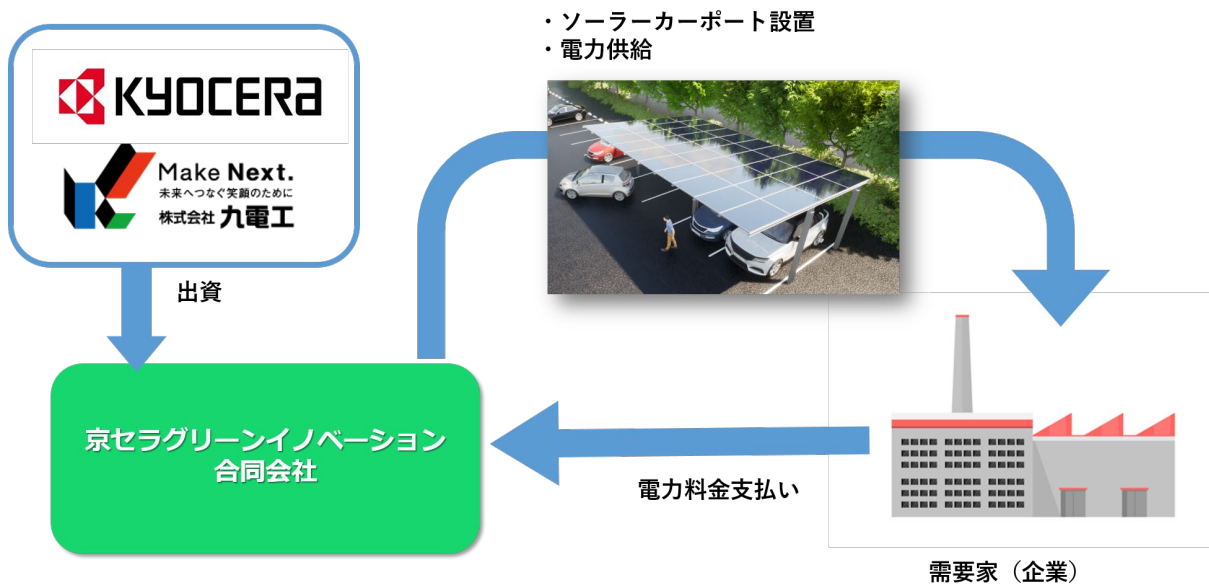 ・ソーラーカーポート設置
・電力供給
KYOCERA
Make Next.
未来へつなぐ笑顔のために
株式会社 九電工
出資
京セラグリーンイノベーション
合同会社
電力料金支払い
需要家（企業）